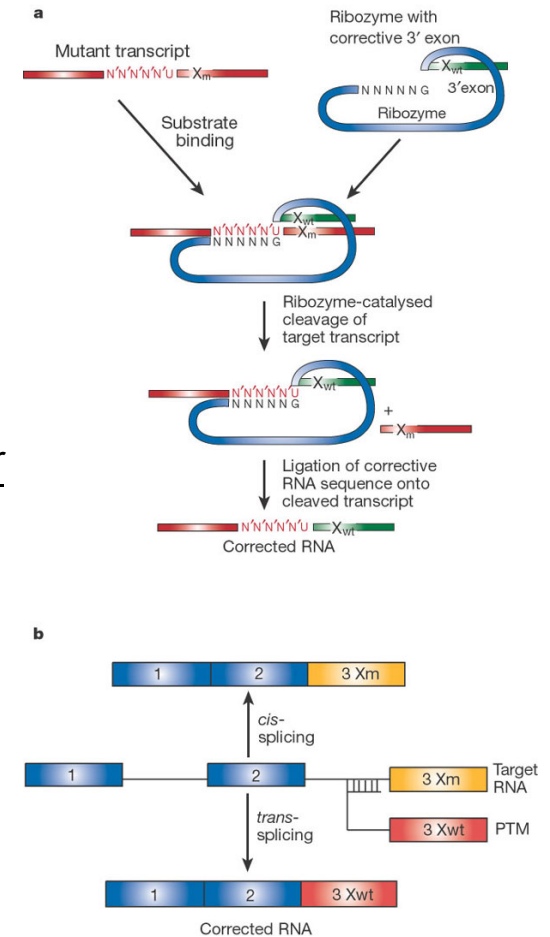 a
Ribozyme with
corrective 3′ exon
Mutant transcript
N′N′N′N′N′U Xm
Xwt
3′exon
N N N N N G
Ribozyme
Substrate
binding
Xwt
N′N′N′N′N′U Xm
N N N N N G
Ribozyme-catalysed
cleavage of
target transcript
Xwt
N′N′N′N′N′U
N N N N N G
+
Xm
Ligation of corrective
RNA sequence onto
cleaved transcript
N′N′N′N′N′U Xwt
Corrected RNA
b
1 2 3 Xm
cis-
splicing
1 2 3 Xm Target
RNA
3 Xwt PTM
trans-
splicing
1 2 3 Xwt
Corrected RNA